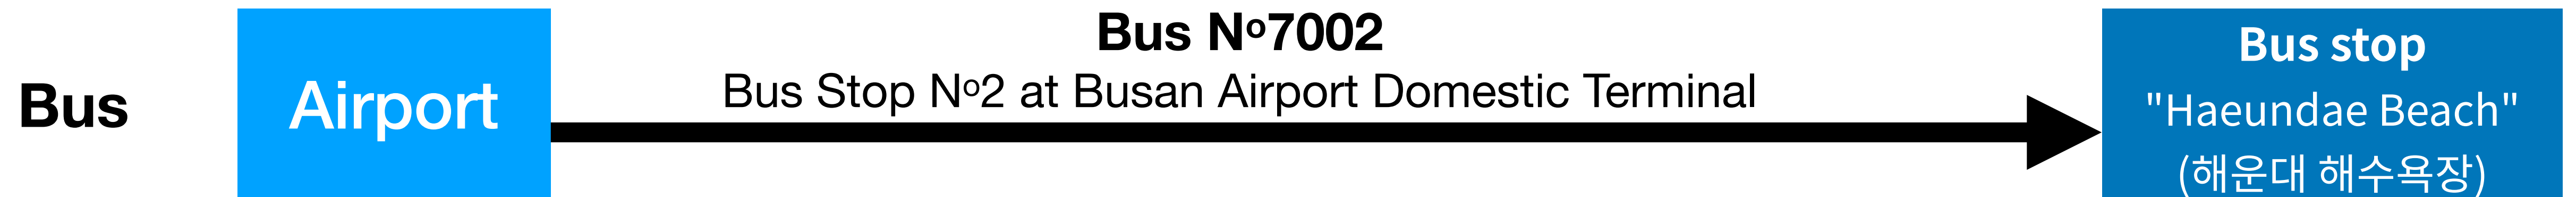 Bus
Airport
Bus Nº7002
Bus Stop Nº2 at Busan Airport Domestic Terminal
Bus stop
"Haeundae Beach"
(해운대 해수욕장)